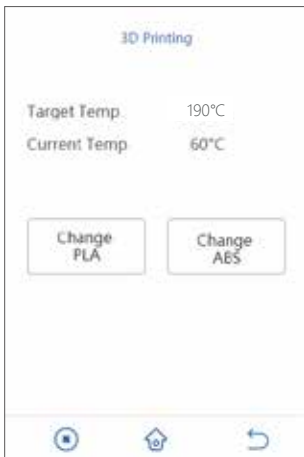 3D Printing
Target Temp 190°C
Current Temp 60°C
Change
PLA
Change
ABS